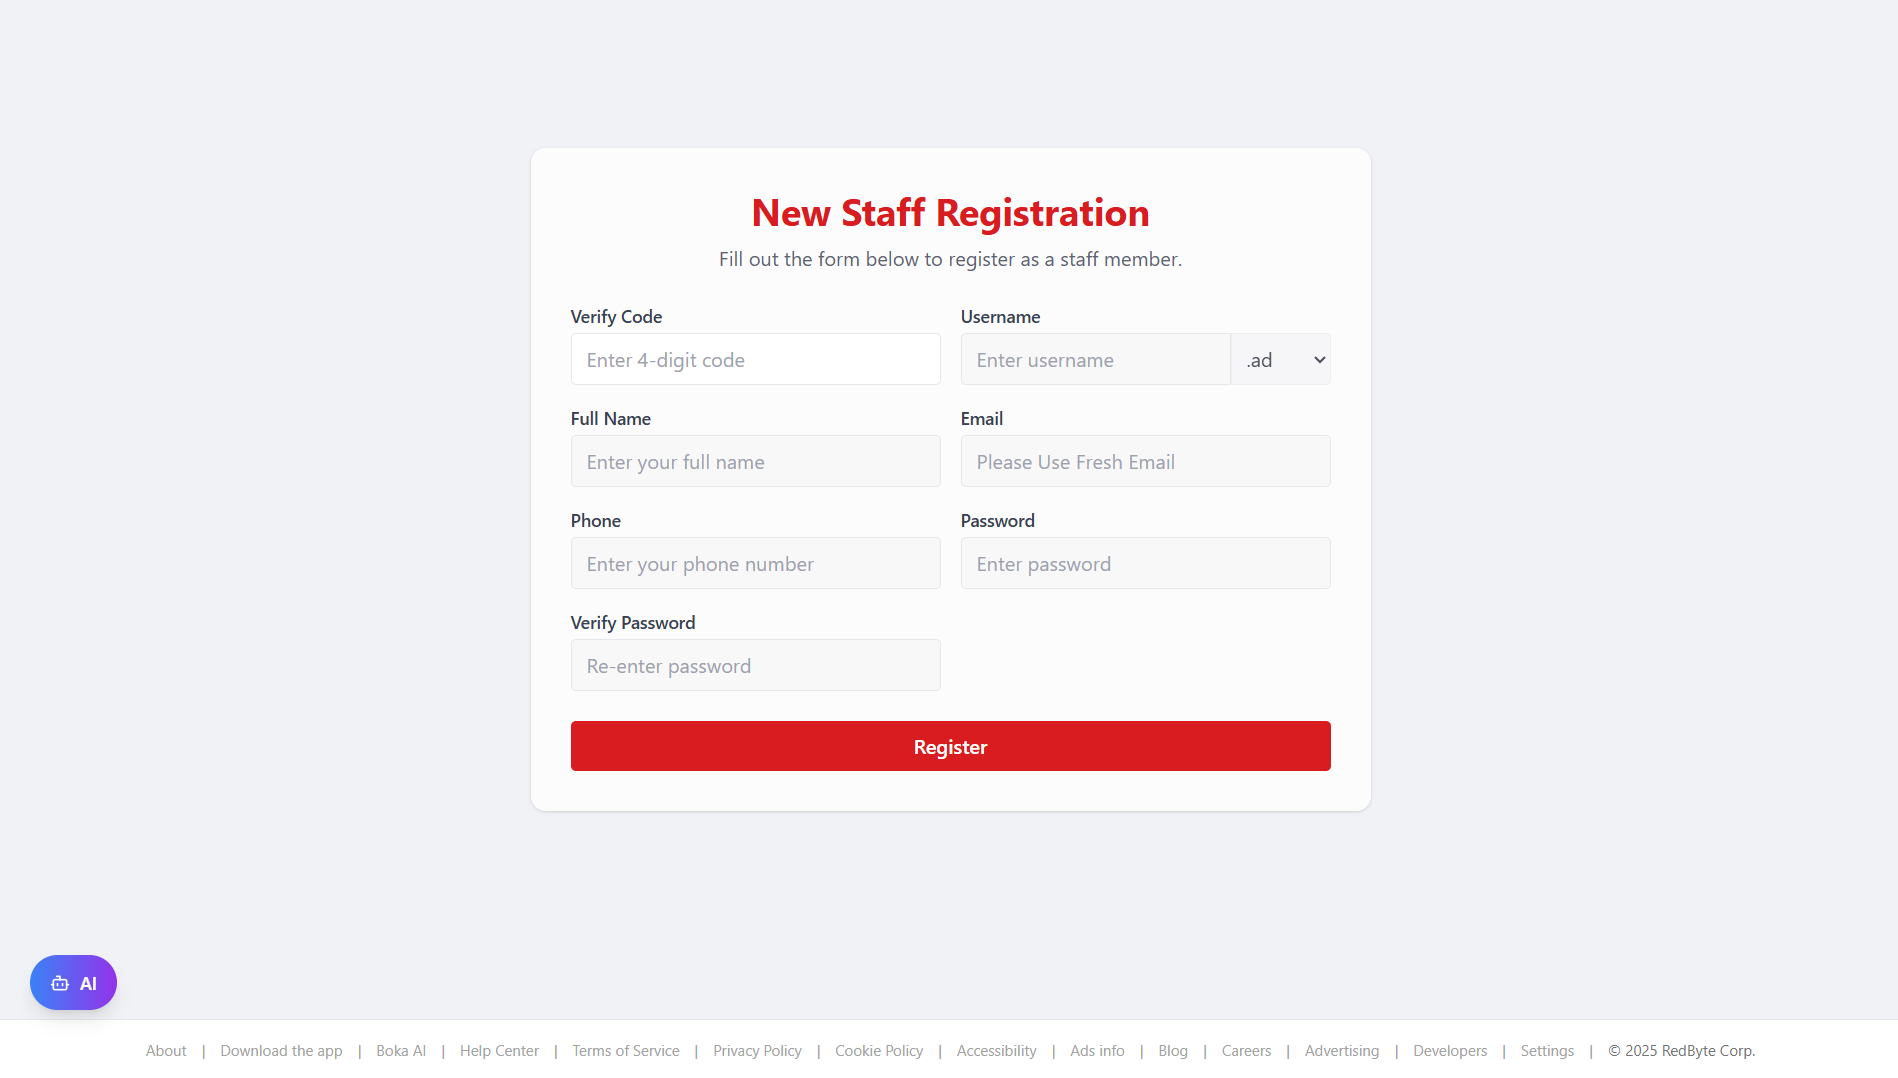 New Staff Registration
Fill out the form below to register as a staff member.
Verify Code
Enter 4-digit code
Username
Enter username
.ad
Full Name
Enter your full name
Email
Please Use Fresh Email
Phone
Enter your phone number
Password
Enter password
Verify Password
Re-enter password
Register
AI
About | Download the app | Boka AI | Help Center | Terms of Service | Privacy Policy | Cookie Policy | Accessibility | Ads info | Blog | Careers | Advertising | Developers | Settings | © 2025 RedByte Corp.